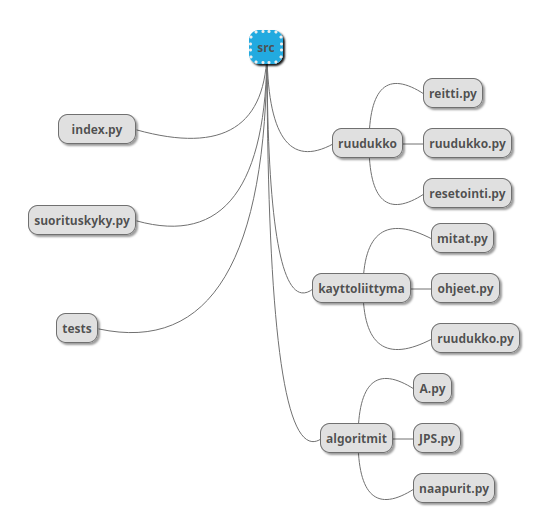 src
index.py
suorituskyky.py
tests
ruudukko
reitti.py
ruudukko.py
resetointi.py
kayttoliittyma
mitat.py
ohjeet.py
ruudukko.py
algoritmit
A.py
JPS.py
naapurit.py